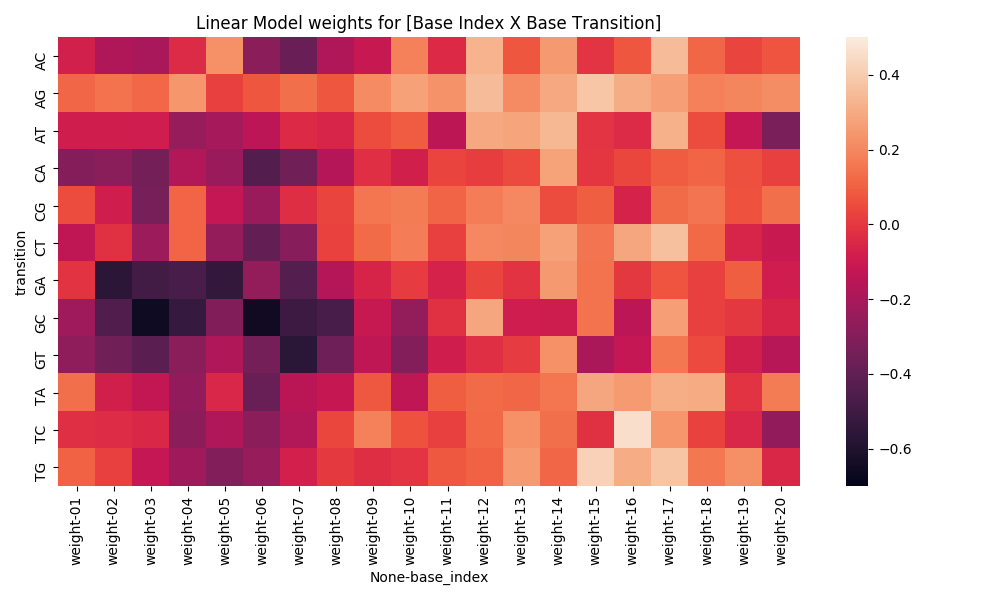 Linear Model weights for [Base Index X Base Transition]
transition
AC
AG
AT
CA
CG
CT
GA
GC
GT
TA
TC
TG
weight-01
weight-02
weight-03
weight-04
weight-05
weight-06
weight-07
weight-08
weight-09
weight-10
weight-11
weight-12
weight-13
weight-14
weight-15
weight-16
weight-17
weight-18
weight-19
weight-20
None-base_index
0.4
0.2
0.0
−0.2
−0.4
−0.6